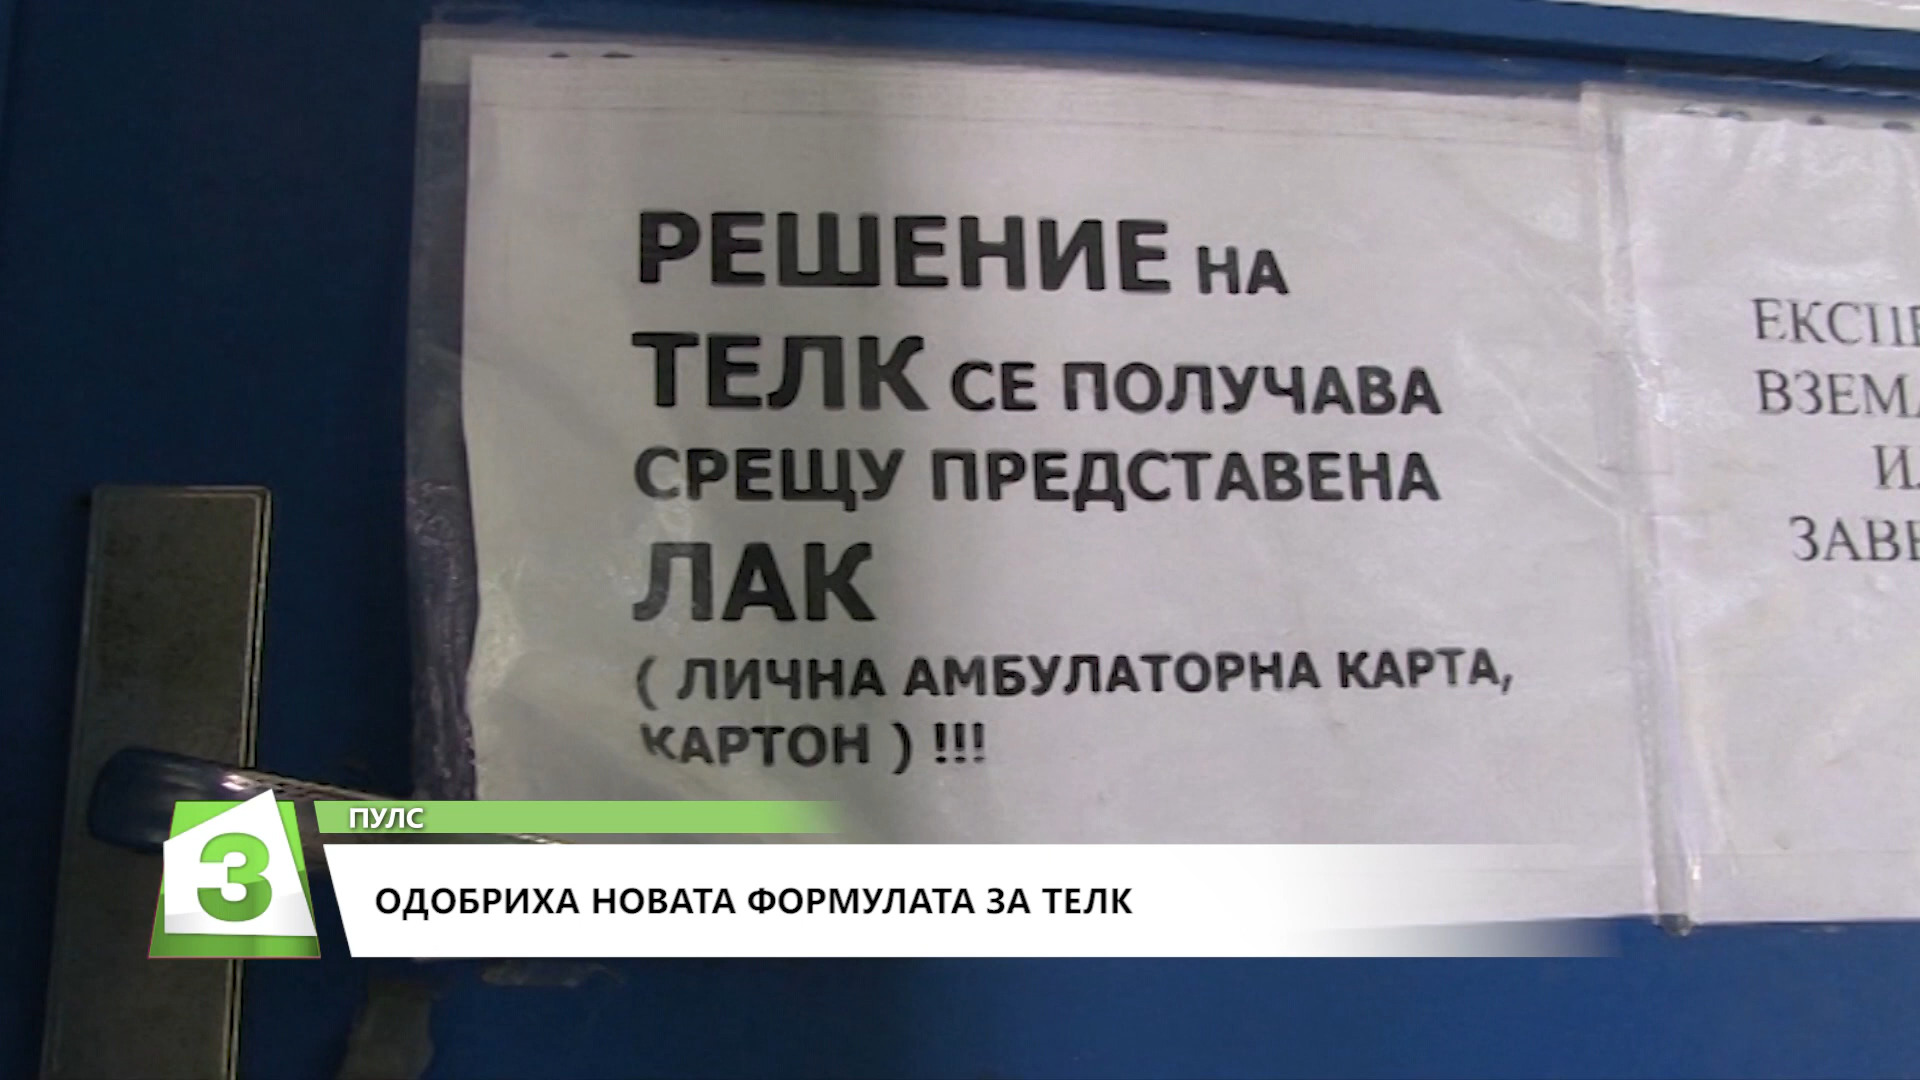 РЕШЕНИЕ НА
ТЕЛК СЕ ПОЛУЧАВА
СРЕЩУ ПРЕДСТАВЕНА
ЛАК
( ЛИЧНА АМБУЛАТОРНА КАРТА,
КАРТОН ) !!!
3
ПУЛС
ОДОБРИХА НОВАТА ФОРМУЛАТА ЗА ТЕЛК